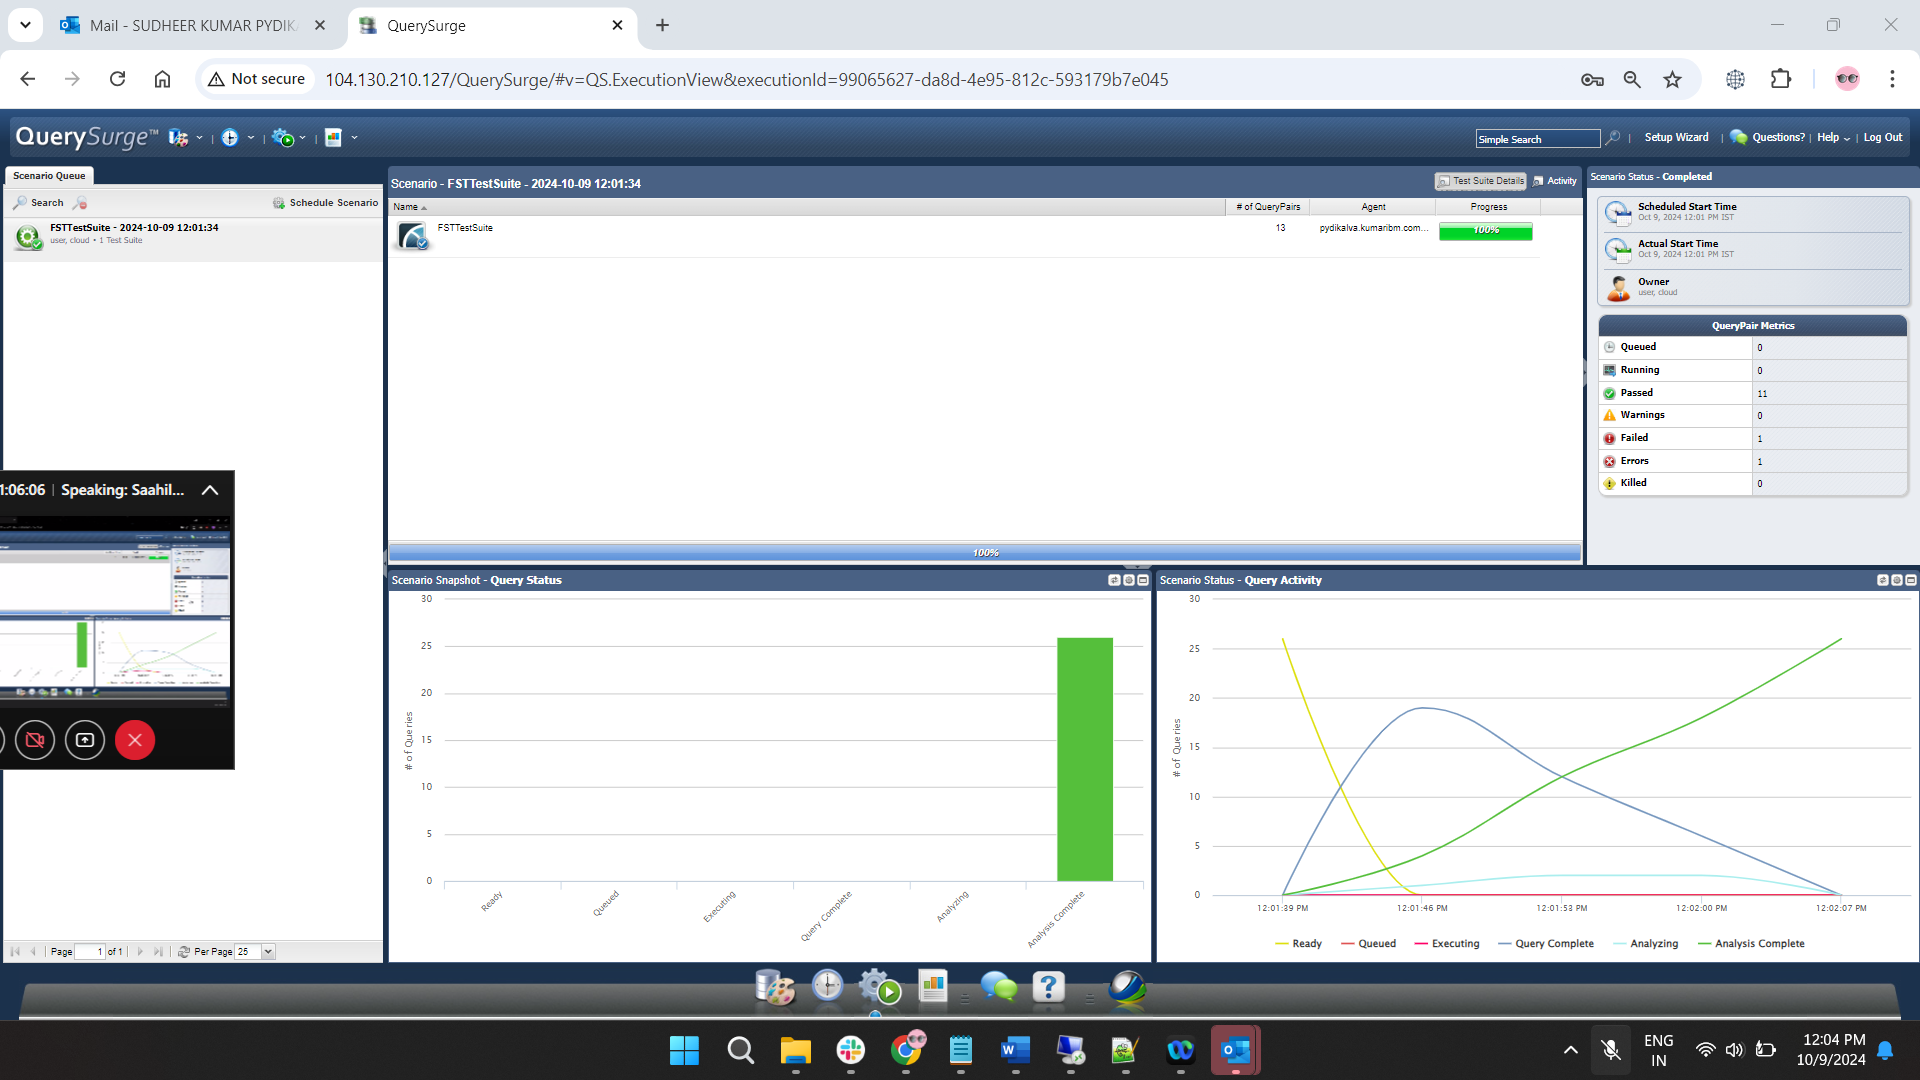 Mail - SUDHEER KUMAR PYDIKA
QuerySurge
Not secure
104.130.210.127/QuerySurge/#v=QS.ExecutionView&executionId=99065627-da8d-4e95-812c-593179b7e045
QuerySurge™
Simple Search
Setup Wizard
Questions?
Help
Log Out
Scenario Queue
Search
Schedule Scenario
FSTTestSuite - 2024-10-09 12:01:34
user, cloud • 1 Test Suite
Scenario - FSTTestSuite - 2024-10-09 12:01:34
Test Suite Details
Activity
Name
# of QueryPairs
Agent
Progress
FSTTestSuite
13
pydikalva.kumaribm.com...
100%
Scenario Status - Completed
Scheduled Start Time
Oct 9, 2024 12:01 PM IST
Actual Start Time
Oct 9, 2024 12:01 PM IST
Owner
user, cloud
QueryPair Metrics
Queued 0
Running 0
Passed 11
Warnings 0
Failed 1
Errors 1
Killed 0
1:06:06
Speaking: Saahil...
100%
Scenario Snapshot - Query Status
30
25
20
15
10
5
0
# of Queries
Ready
Queued
Executing
Query Complete
Analyzing
Analysis Complete
Scenario Status - Query Activity
30
25
20
15
10
5
0
# of Queries
12:01:39 PM
12:01:46 PM
12:01:53 PM
12:02:00 PM
12:02:07 PM
Ready
Queued
Executing
Query Complete
Analyzing
Analysis Complete
Page 1 of 1
Per Page 25
ENG
IN
12:04 PM
10/9/2024